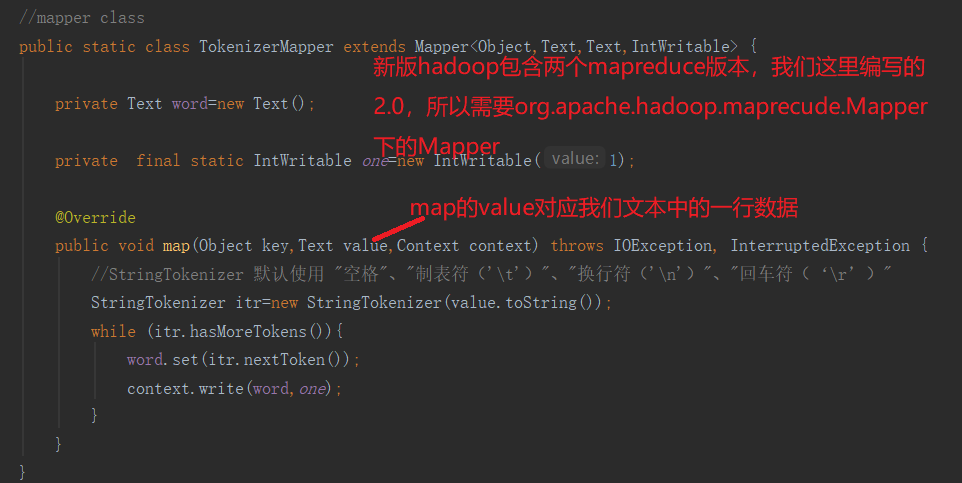 //mapper class
public static class TokenizerMapper extends Mapper<Object,Text,Text,IntWritable> {
新版hadoop包含两个mapreduce版本，我们这里编写的
private Text word=new Text();
2.0，所以需要org.apache.hadoop.maprecude.Mapper
下的Mapper
private final static IntWritable one=new IntWritable( value: 1);
@Override
map的value对应我们文本中的一行数据
public void map(Object key,Text value,Context context) throws IOException, InterruptedException {
//StringTokenizer 默认使用 "空格"、"制表符（'\t'）"、"换行符（'\n'）"、"回车符（‘\r’）"
StringTokenizer itr=new StringTokenizer(value.toString());
while (itr.hasMoreTokens()){
word.set(itr.nextToken());
context.write(word,one);
}
}
}